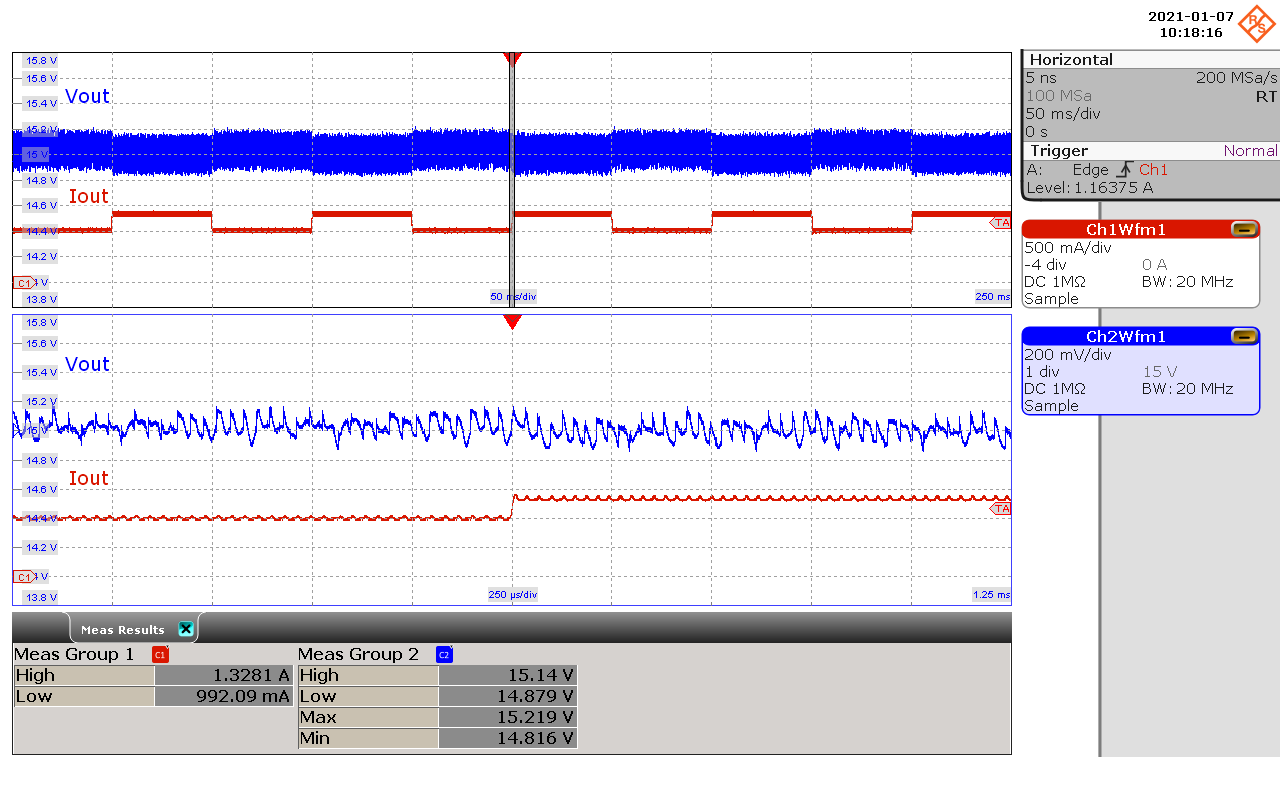 2021-01-07
10:18:16
R&S
15.8 V
15.6 V
Vout
15.4 V
15.2 V
15 V
14.8 V
Iout
14.6 V
14.4 V
TA
14.2 V
C1
13.8 V
50 ms/div
250 ms
15.8 V
15.6 V
Vout
15.4 V
15.2 V
15 V
14.8 V
Iout
14.6 V
14.4 V
TA
14.2 V
C1
13.8 V
250 µs/div
1.25 ms
Horizontal
5 ns 200 MSa/s
100 MSa RT
50 ms/div
0 s
Trigger Normal
A: Edge Ch1
Level: 1.16375 A
Ch1Wfm1
500 mA/div
-4 div 0 A
DC 1MΩ BW: 20 MHz
Sample
Ch2Wfm1
200 mV/div
1 div 15 V
DC 1MΩ BW: 20 MHz
Sample
Meas Results
Meas Group 1 C1
High 1.3281 A
Low 992.09 mA
Meas Group 2 C2
High 15.14 V
Low 14.879 V
Max 15.219 V
Min 14.816 V